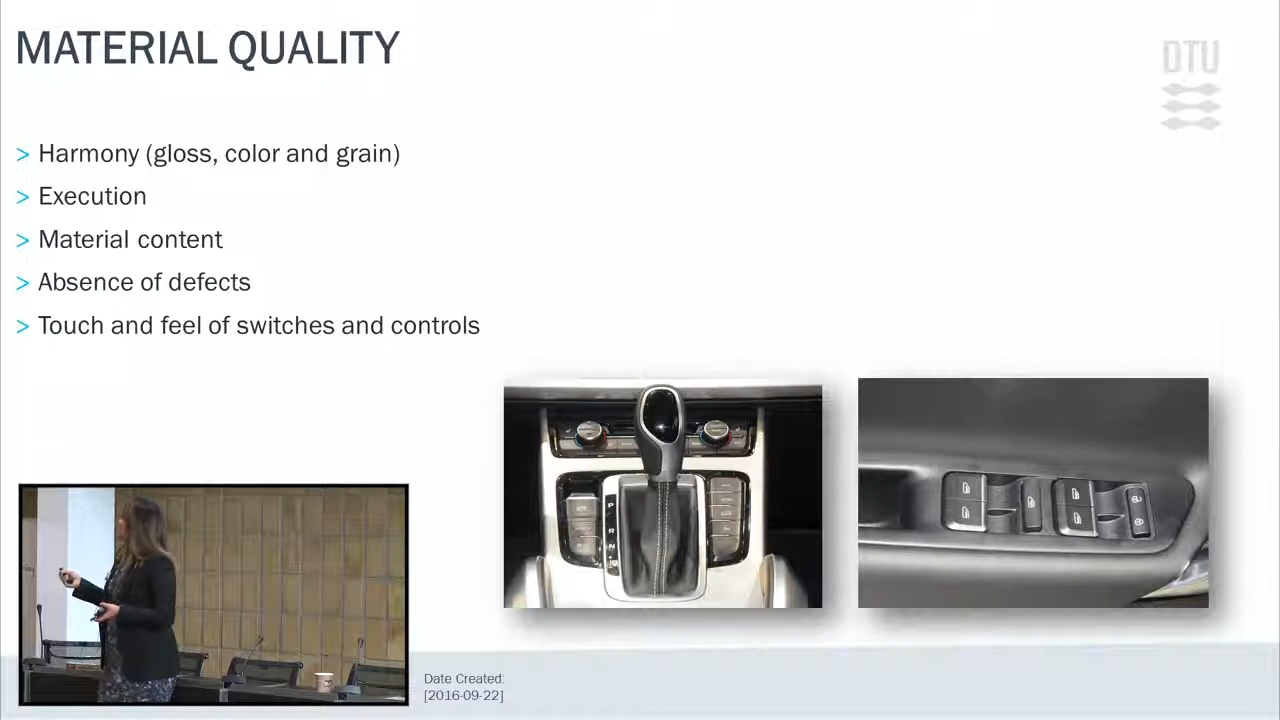 MATERIAL QUALITY
DTU
> Harmony (gloss, color and grain)
> Execution
> Material content
> Absence of defects
> Touch and feel of switches and controls
P
R
N
Date Created:
[2016-09-22]